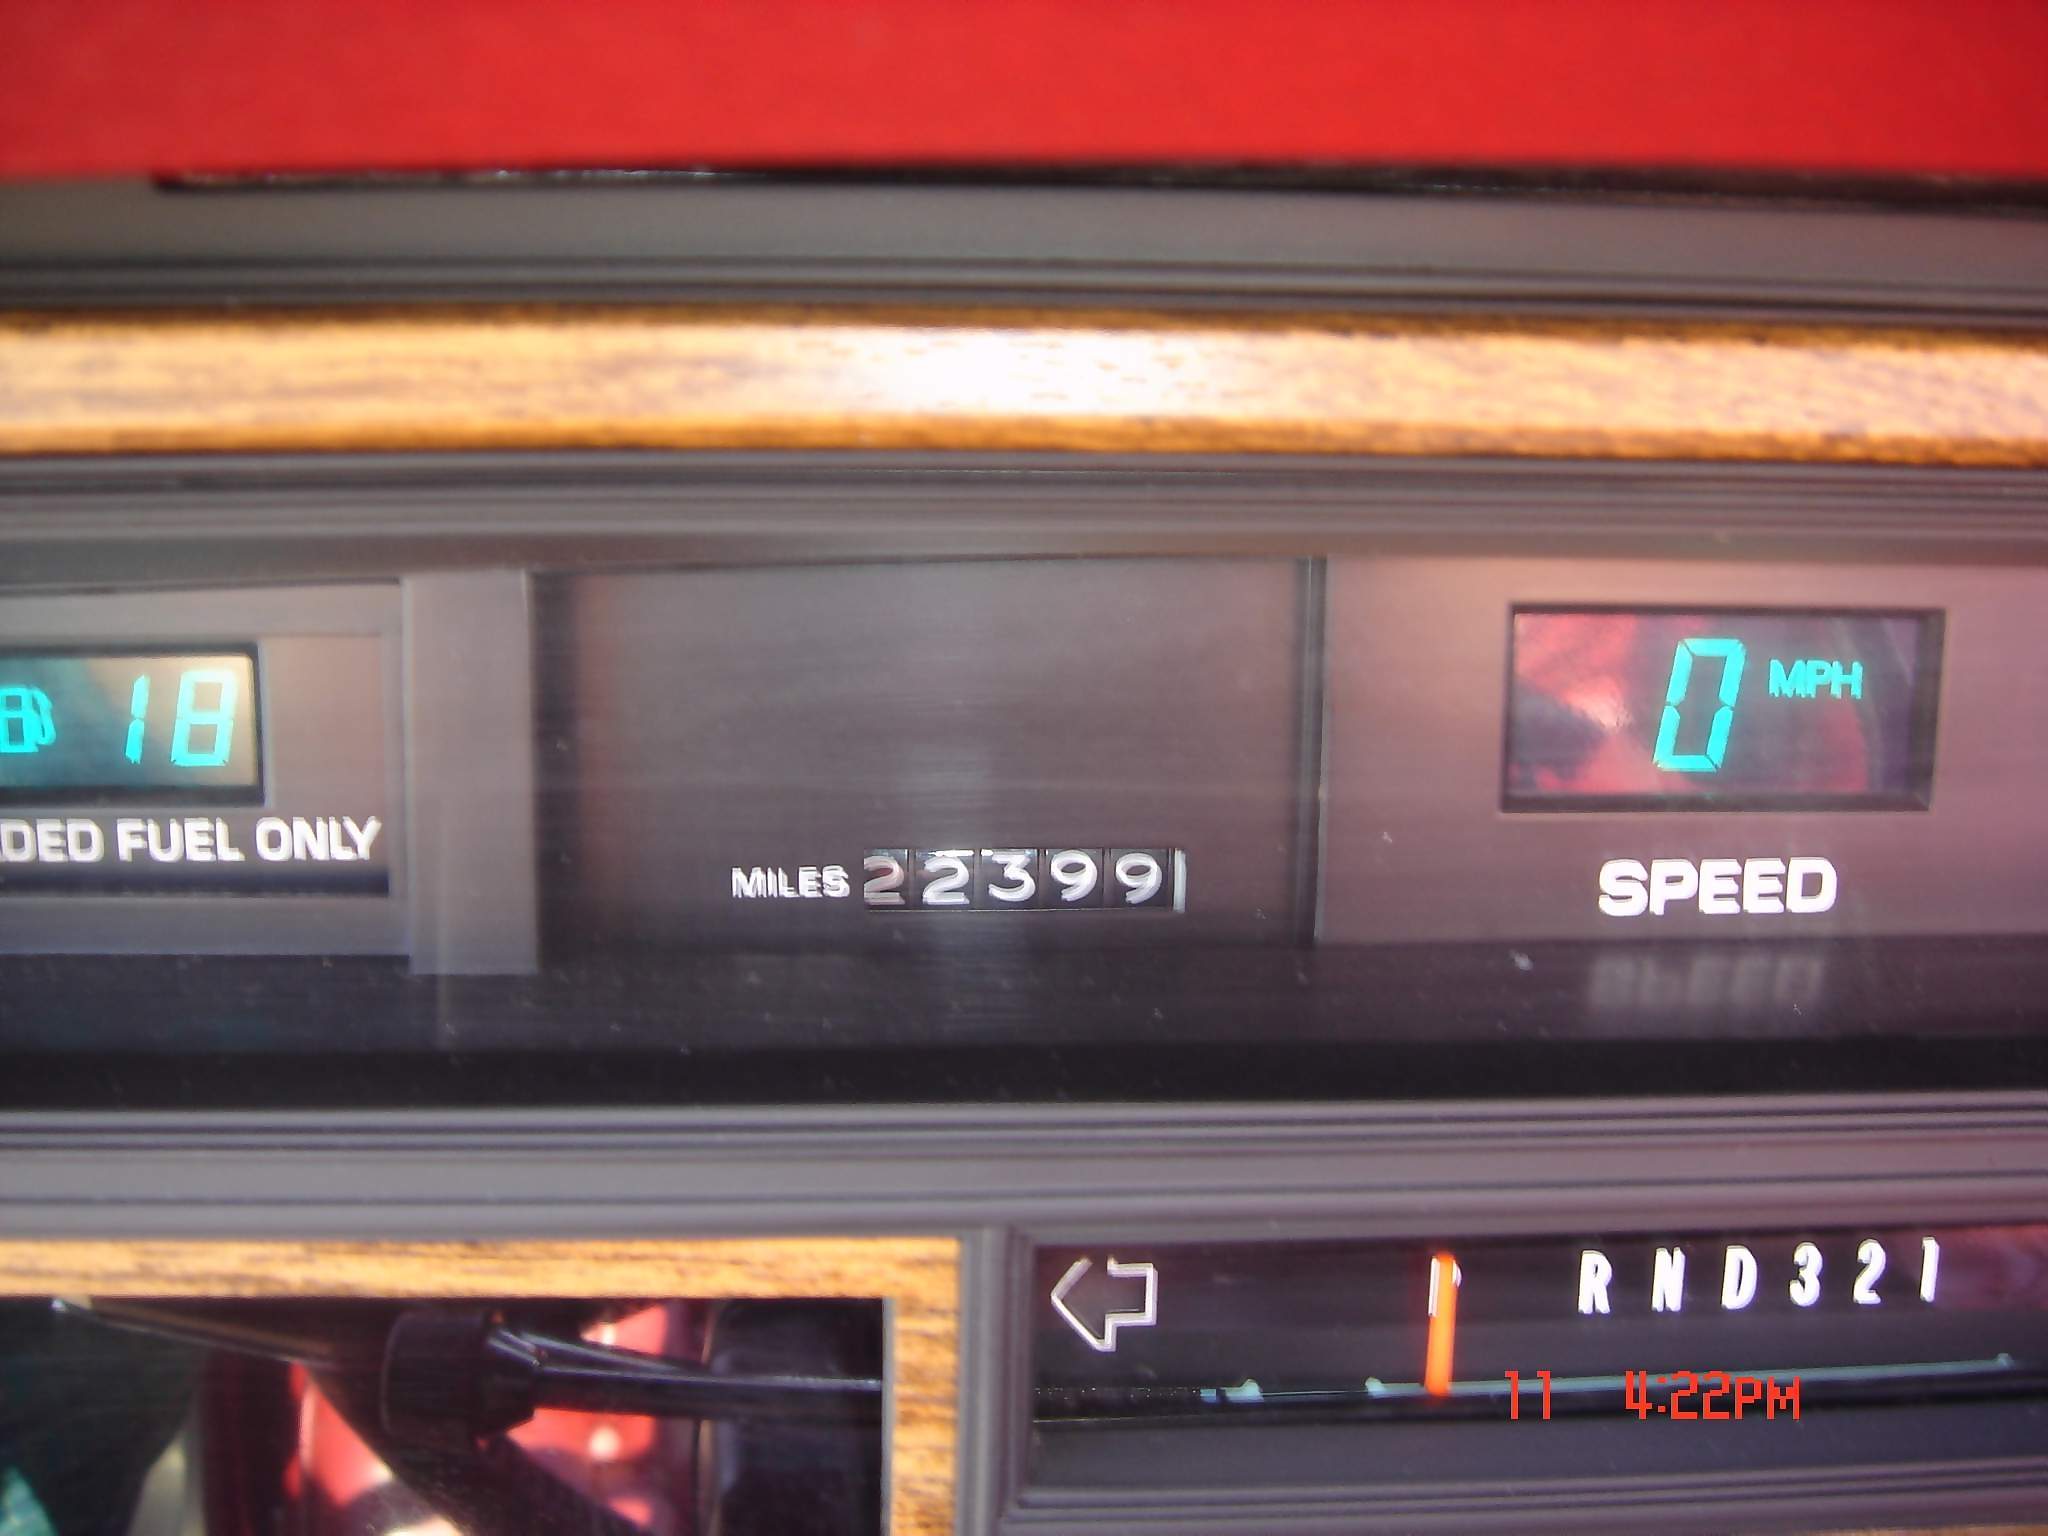 18
0 MPH
DED FUEL ONLY
MILES 22399
SPEED
P R N D 3 2 1
11 4:22PM